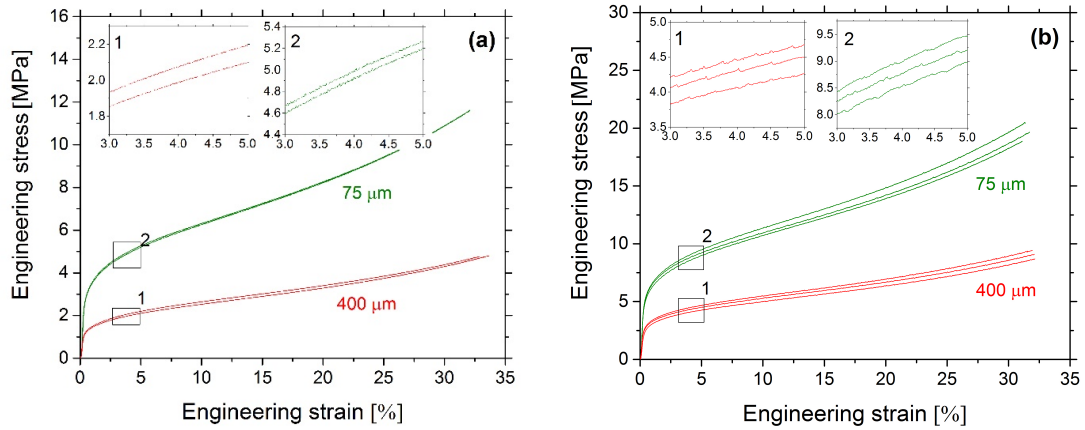 (a)
Engineering stress [MPa]
16
14
12
10
8
6
4
2
0
0 5 10 15 20 25 30 35
Engineering strain [%]
1
2.2
2.0
1.8
3.0 3.5 4.0 4.5 5.0
2
5.4
5.2
5.0
4.8
4.6
4.4
3.0 3.5 4.0 4.5 5.0
75 μm
2
1
400 μm
(b)
Engineering stress [MPa]
30
25
20
15
10
5
0
0 5 10 15 20 25 30 35
Engineering strain [%]
1
5.0
4.5
4.0
3.5
3.0 3.5 4.0 4.5 5.0
2
9.5
9.0
8.5
8.0
3.0 3.5 4.0 4.5 5.0
75 μm
2
1
400 μm